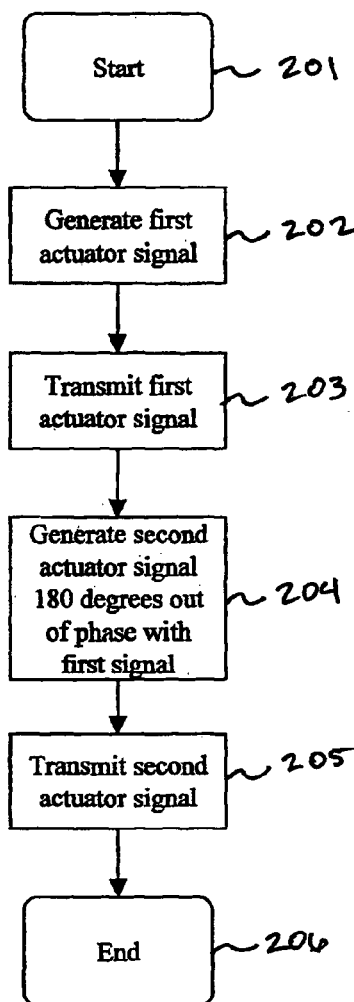 Start
201
Generate first
actuator signal
202
Transmit first
actuator signal
203
Generate second
actuator signal
180 degrees out
of phase with
first signal
204
Transmit second
actuator signal
205
End
206